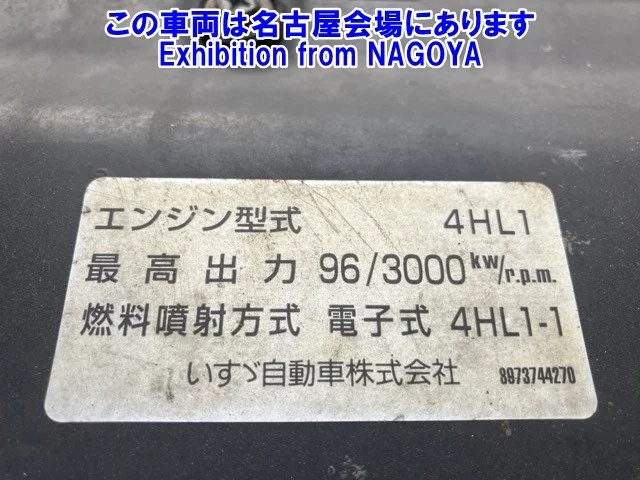 この車両は名古屋会場にあります
Exhibition from NAGOYA
エンジン型式 4HL1
最高出力 96/3000 kw/r.p.m.
燃料噴射方式 電子式 4HL1-1
いすゞ自動車株式会社 8973744270